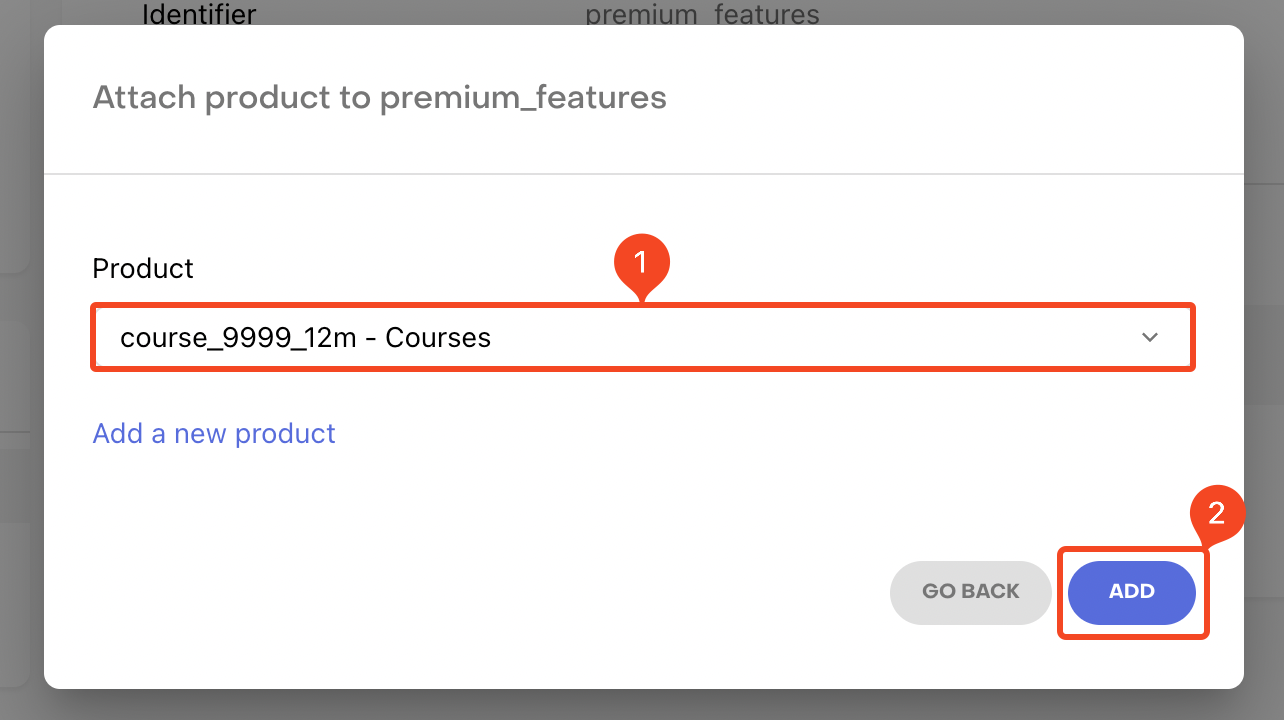 Identifier premium_features
Attach product to premium_features
1
Product
course_9999_12m - Courses
Add a new product
2
GO BACK ADD